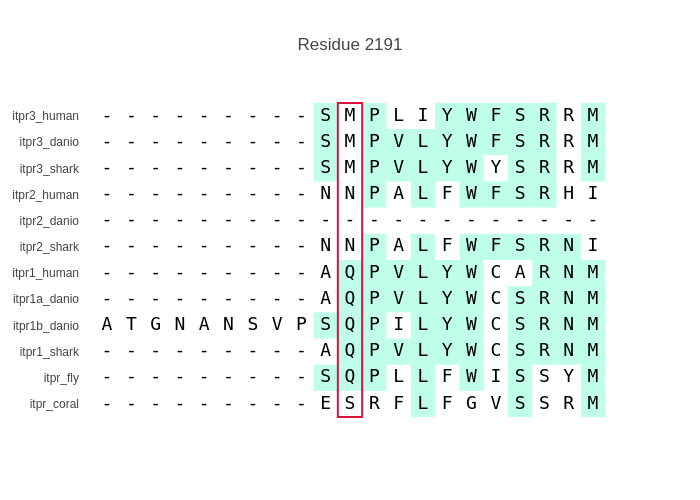 Residue 2191
itpr3_human - - - - - - - - - S M P L I Y W F S R R M
itpr3_danio - - - - - - - - - S M P V L Y W F S R R M
itpr3_shark - - - - - - - - - S M P V L Y W Y S R R M
itpr2_human - - - - - - - - - N N P A L F W F S R H I
itpr2_danio - - - - - - - - - - - - - - - - - - - - -
itpr2_shark - - - - - - - - - N N P A L F W F S R N I
itpr1_human - - - - - - - - - A Q P V L Y W C A R N M
itpr1a_danio - - - - - - - - - A Q P V L Y W C S R N M
itpr1b_danio A T G N A N S V P S Q P I L Y W C S R N M
itpr1_shark - - - - - - - - - A Q P V L Y W C S R N M
itpr_fly - - - - - - - - - S Q P L L F W I S S Y M
itpr_coral - - - - - - - - - E S R F L F G V S S R M